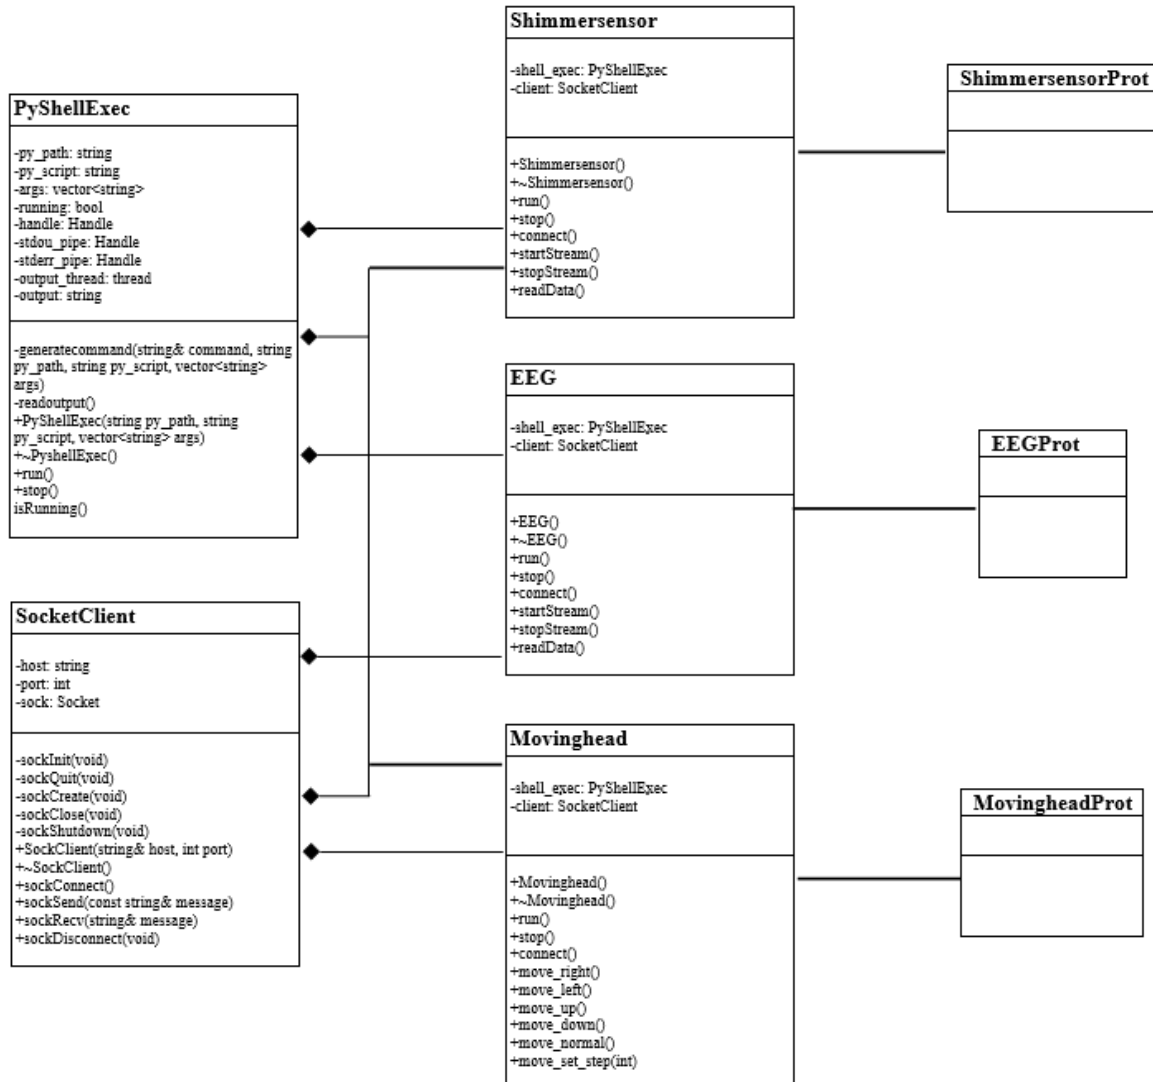 PyShellExec
-py_path: string
-py_script: string
-args: vector<string>
-running: bool
-handle: Handle
-stdou_pipe: Handle
-stderr_pipe: Handle
-output_thread: thread
-output: string
-generatecommand(string& command, string
py_path, string py_script, vector<string>
args)
-readoutput()
+PyShellExec(string py_path, string
py_script, vector<string> args)
+~PyshellExec()
+run()
+stop()
isRunning()
SocketClient
-host: string
-port: int
-sock: Socket
-sockInit(void)
-sockQuit(void)
-sockCreate(void)
-sockClose(void)
-sockShutdown(void)
+SockClient(string& host, int port)
+~SockClient()
+sockConnect()
+sockSend(const string& message)
+sockRecv(string& message)
+sockDisconnect(void)
Shimmersensor
-shell_exec: PyShellExec
-client: SocketClient
+Shimmersensor()
+~Shimmersensor()
+run()
+stop()
+connect()
+startStream()
+stopStream()
+readData()
EEG
-shell_exec: PyShellExec
-client: SocketClient
+EEG()
+~EEG()
+run()
+stop()
+connect()
+startStream()
+stopStream()
+readData()
Movinghead
-shell_exec: PyShellExec
-client: SocketClient
+Movinghead()
+~Movinghead()
+run()
+stop()
+connect()
+move_right()
+move_left()
+move_up()
+move_down()
+move_normal()
+move_set_step(int)
ShimmersensorProt
EEGProt
MovingheadProt